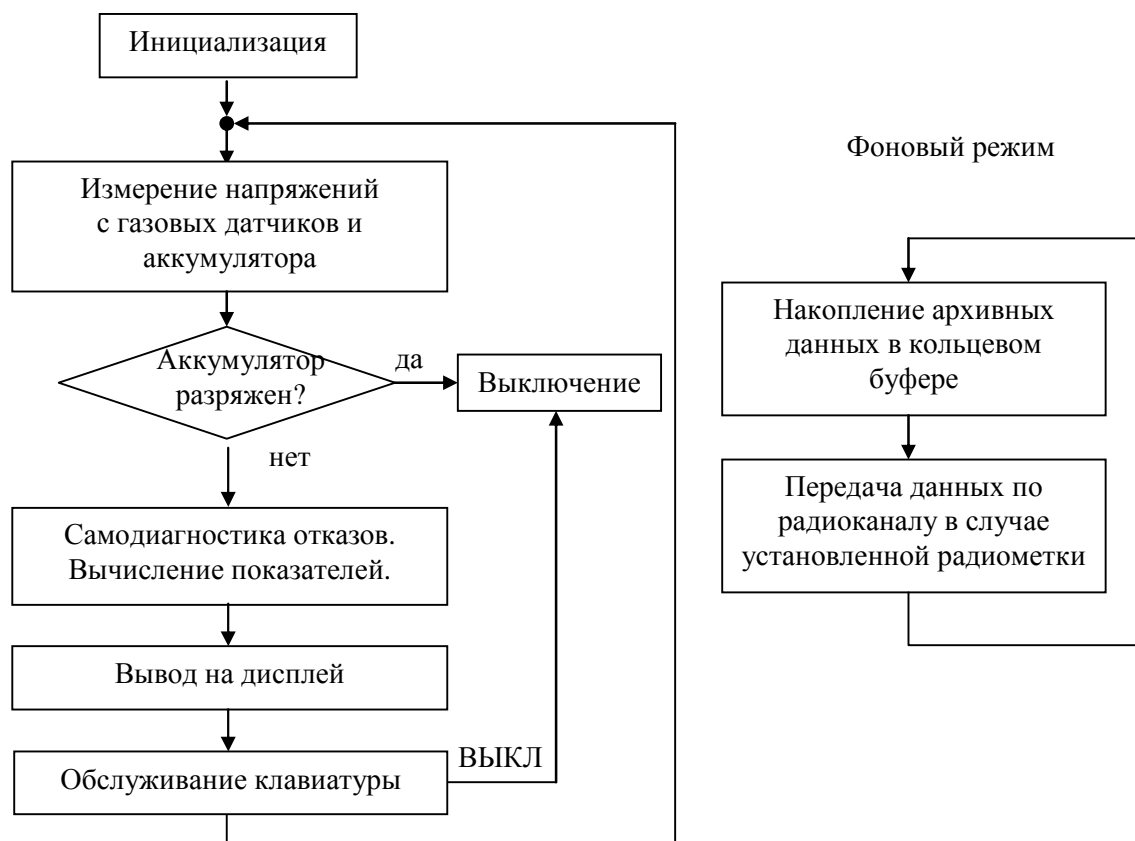 Инициализация
Измерение напряжений
с газовых датчиков и
аккумулятора
Аккумулятор
разряжен?
да
Выключение
нет
Самодиагностика отказов.
Вычисление показателей.
Вывод на дисплей
Обслуживание клавиатуры
ВЫКЛ
Фоновый режим
Накопление архивных
данных в кольцевом
буфере
Передача данных по
радиоканалу в случае
установленной радиометки